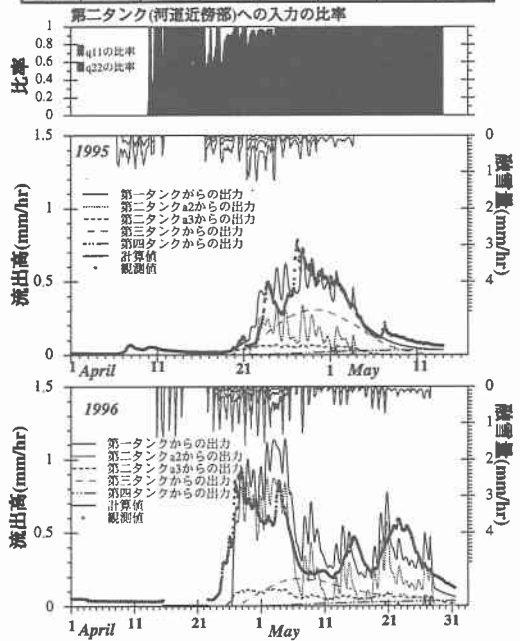 第二タンク(河道近傍部)への入力の比率
比率
1
0.8
0.6
0.4
0.2
0
q11の比率
q22の比率
1995
流出高(mm/hr)
1.5
1
0.5
0
第一タンクがらの出力
第二タンクa2からの出力
第二タンクa3からの出力
第三タンクからの出力
第四タンクからの出力
計算値
観測値
0
1
2
3
4
融雪量(mm/hr)
1 April 11 21 1 May 11
1996
流出高(mm/hr)
1.5
1
0.5
0
第一タンクからの出力
第二タンクa2からの出力
第二タンクa3からの出力
第三タンクからの出力
第四タンクからの出力
計算値
観測値
0
1
2
3
4
融雪量(mm/hr)
1 April 11 21 1 May 11 21 31